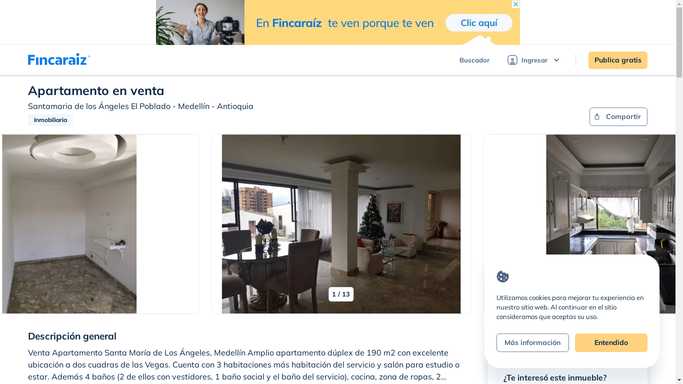 En Fincaraíz te ven porque te ven
Clic aquí
Fincaraíz
Buscador
Ingresar
Publica gratis
Apartamento en venta
Santamaria de los Ángeles El Poblado - Medellín - Antioquia
Inmobiliaria
Compartir
1 / 13
Utilizamos cookies para mejorar tu experiencia en
nuestro sitio web. Al continuar en el sitio
consideramos que aceptas su uso.
Más información
Entendido
Descripción general
Venta Apartamento Santa María de Los Ángeles, Medellín Amplio apartamento dúplex de 190 m2 con excelente
ubicación a dos cuadras de las Vegas. Cuenta con 3 habitaciones más habitación del servicio y salón para estudio o
estar. Además 4 baños (2 de ellos con vestidores, 1 baño social y el baño del servicio), cocina, zona de ropas, 2...
¿Te interesó este inmueble?